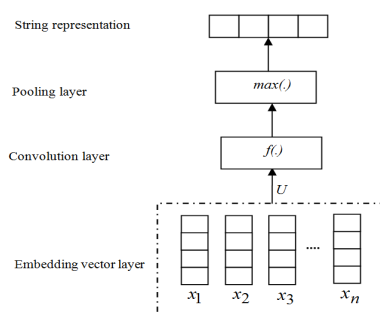 String representation
Pooling layer
max(.)
Convolution layer
f(.)
U
Embedding vector layer
....
x1 x2 x3 xn